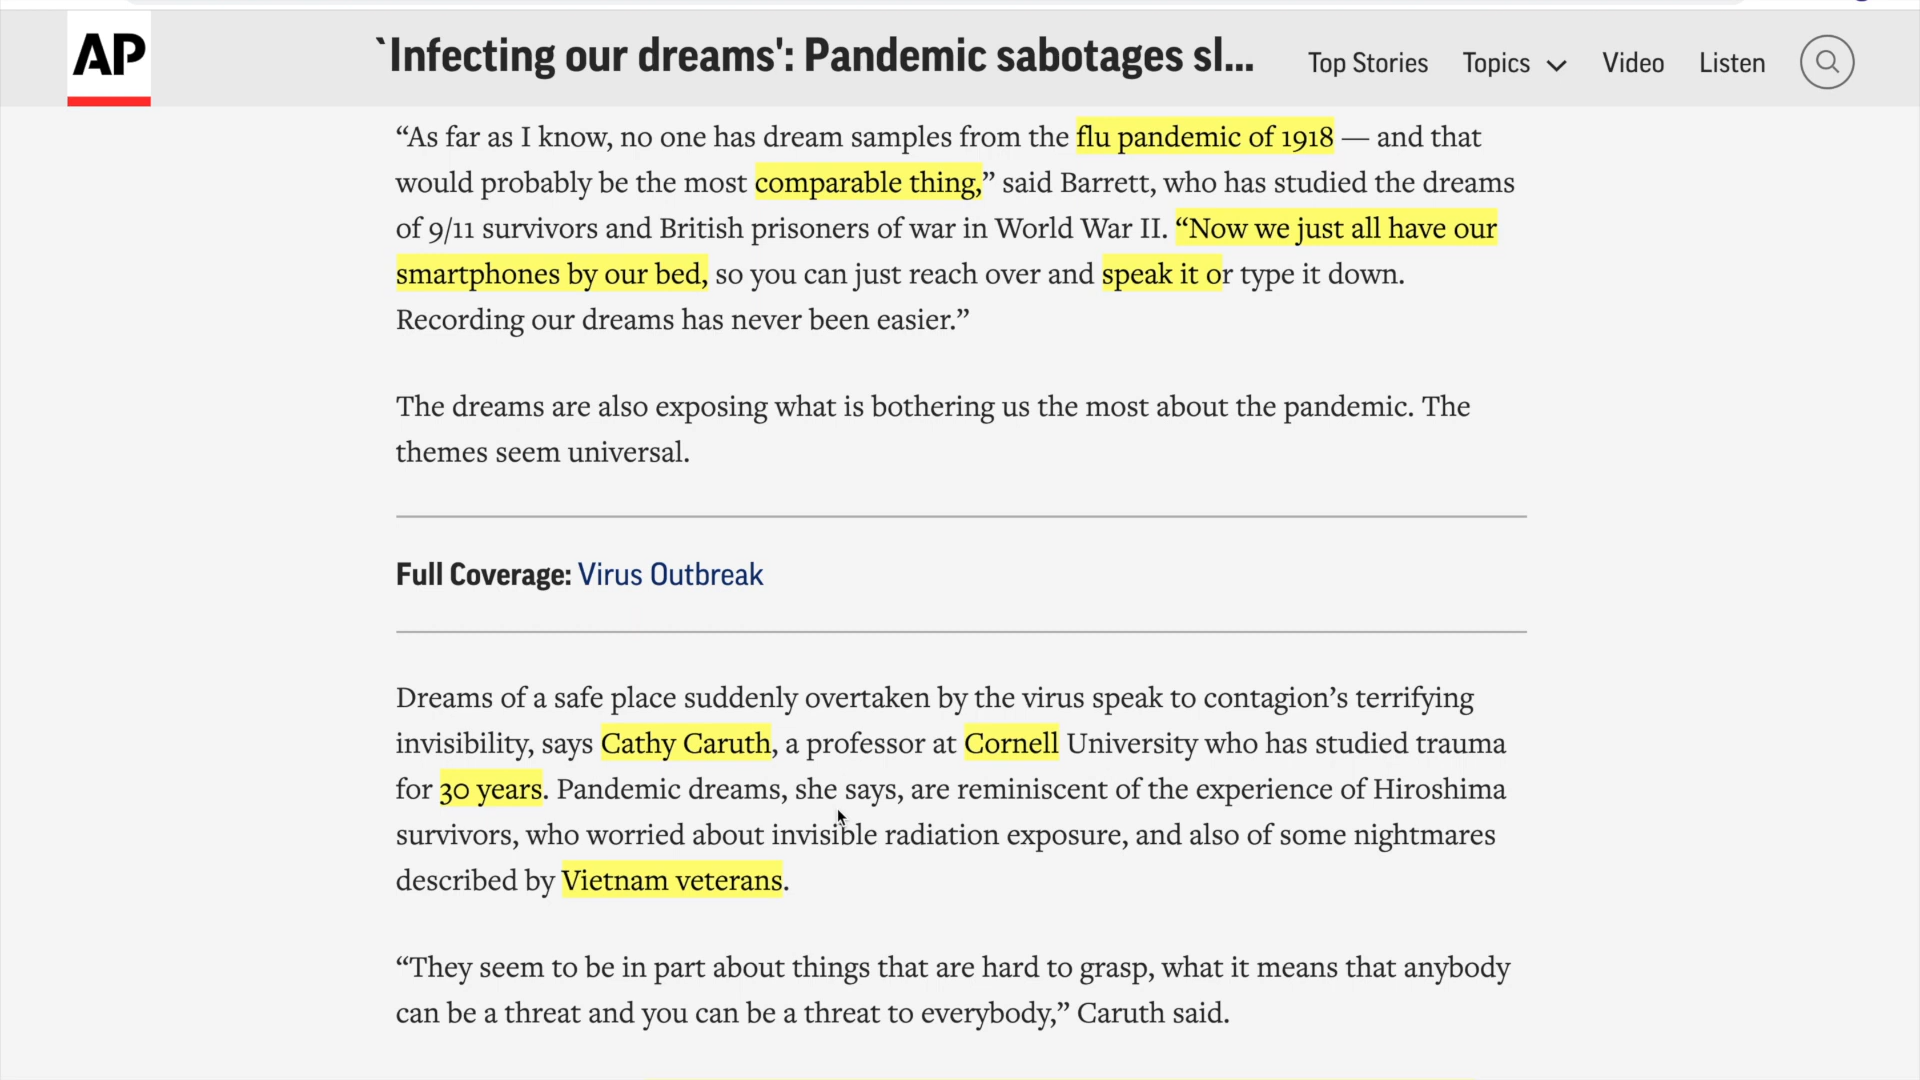 AP
`Infecting our dreams': Pandemic sabotages sl...
Top Stories
Topics
Video
Listen
“As far as I know, no one has dream samples from the flu pandemic of 1918 — and that
would probably be the most comparable thing,” said Barrett, who has studied the dreams
of 9/11 survivors and British prisoners of war in World War II. “Now we just all have our
smartphones by our bed, so you can just reach over and speak it or type it down.
Recording our dreams has never been easier.”
The dreams are also exposing what is bothering us the most about the pandemic. The
themes seem universal.
Full Coverage: Virus Outbreak
Dreams of a safe place suddenly overtaken by the virus speak to contagion’s terrifying
invisibility, says Cathy Caruth, a professor at Cornell University who has studied trauma
for 30 years. Pandemic dreams, she says, are reminiscent of the experience of Hiroshima
survivors, who worried about invisible radiation exposure, and also of some nightmares
described by Vietnam veterans.
“They seem to be in part about things that are hard to grasp, what it means that anybody
can be a threat and you can be a threat to everybody,” Caruth said.